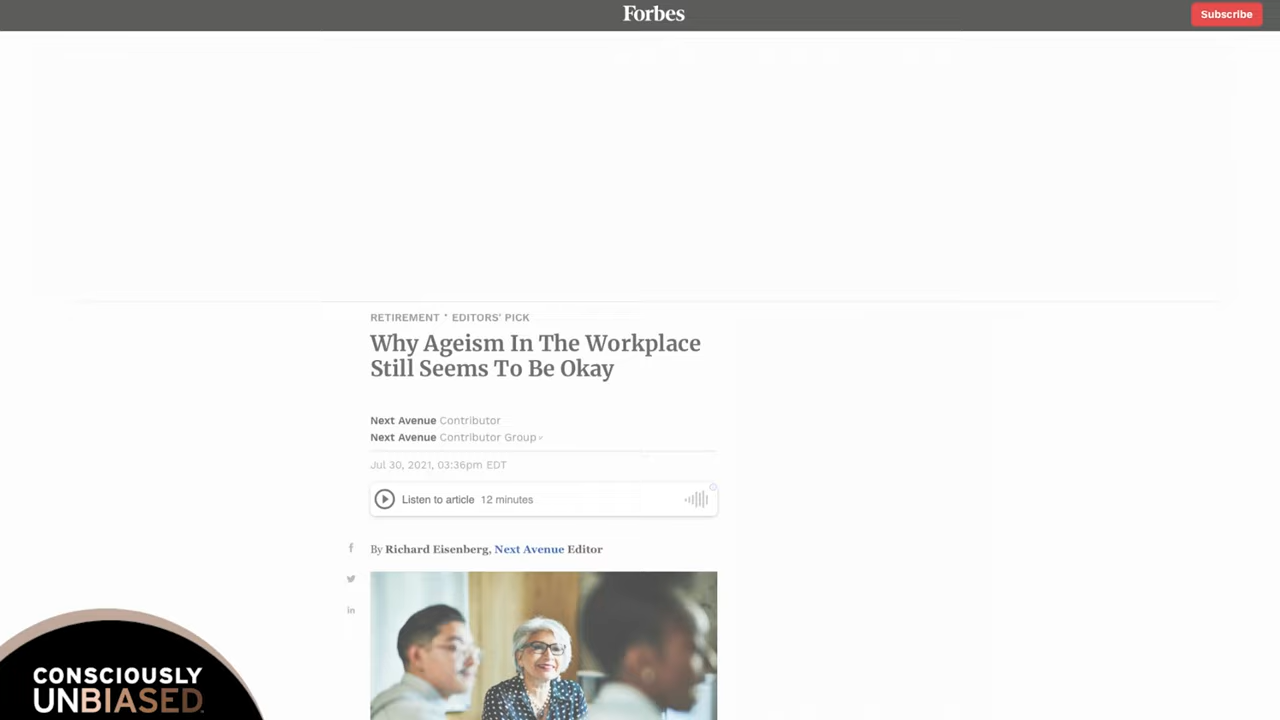 Forbes
Subscribe
RETIREMENT • EDITORS' PICK
Why Ageism In The Workplace
Still Seems To Be Okay
Next Avenue Contributor
Next Avenue Contributor Group
Jul 30, 2021, 03:36pm EDT
Listen to article 12 minutes
By Richard Eisenberg, Next Avenue Editor
CONSCIOUSLY
UNBIASED